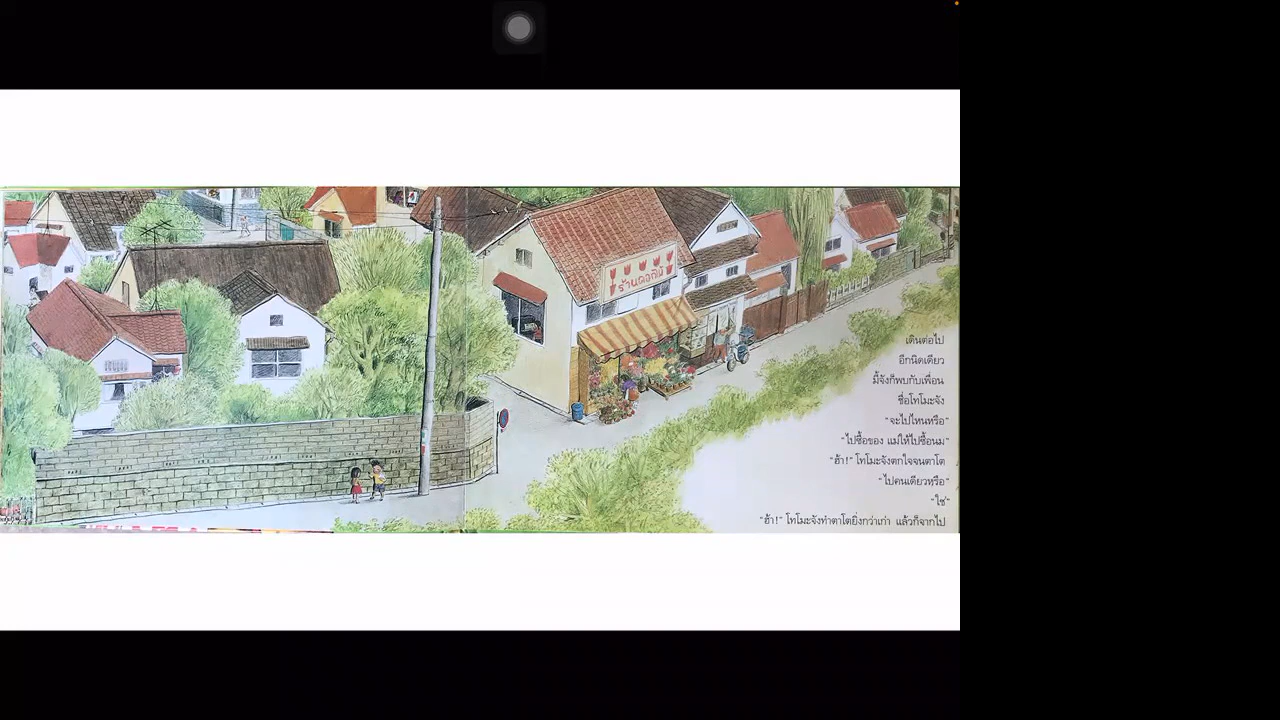 ร้านดอกไม้
เดินต่อไป
อีกนิดเดียว
มี้จังก็พบกับเพื่อน
ชื่อโทโมะจัง
"จะไปไหนหรือ"
"ไปซื้อของ แม่ให้ไปซื้อนม"
"ฮ้า!" โทโมะจังตกใจจนตาโต
"ไปคนเดียวหรือ"
"ใช่"
"ฮ้า!" โทโมะจังทำตาโตยิ่งกว่าเก่า แล้วก็จากไป